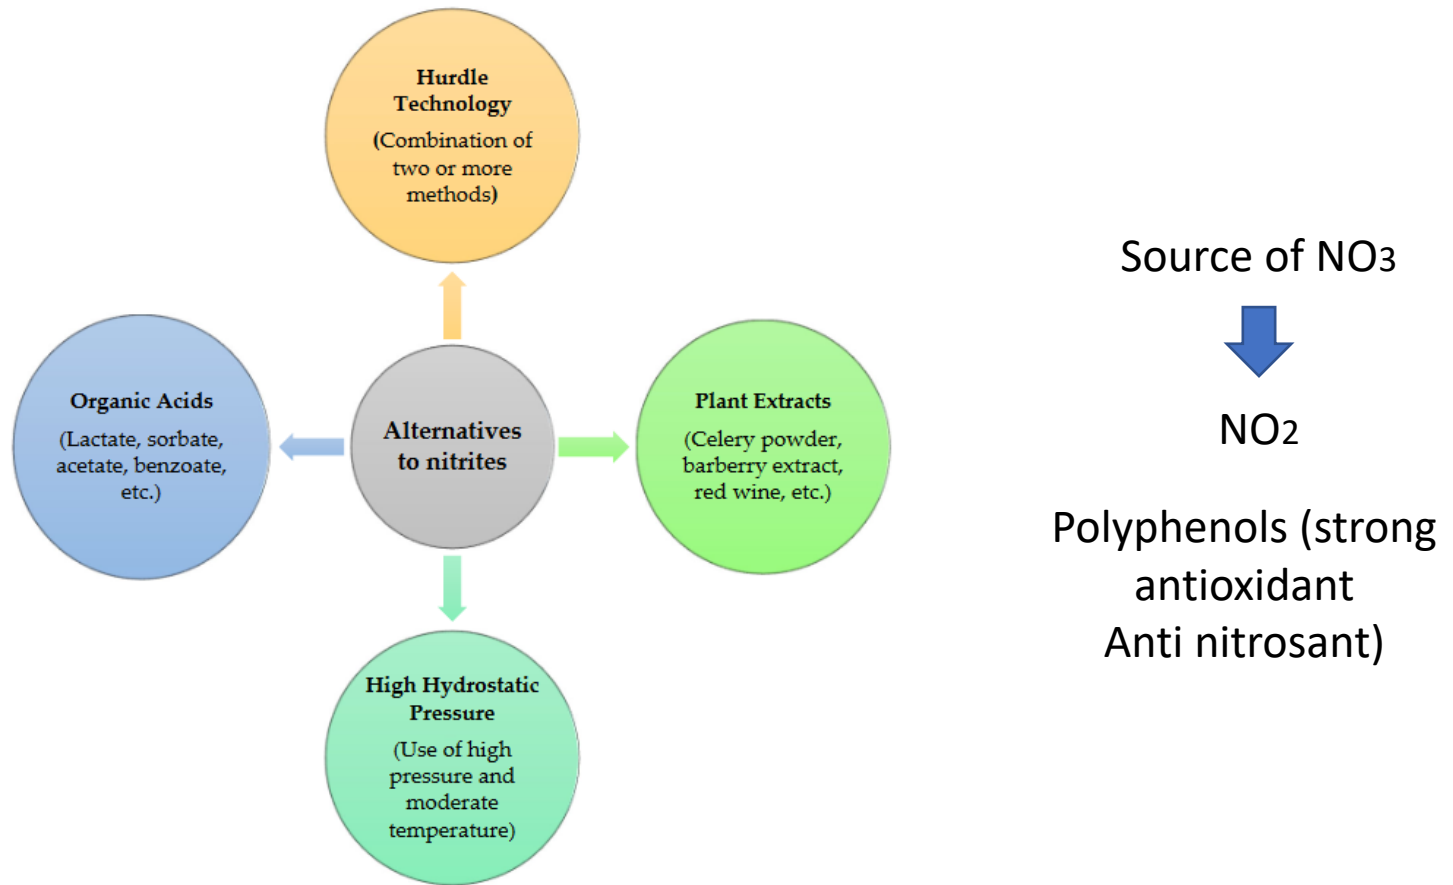 Hurdle
Technology
(Combination of
two or more
methods)
Organic Acids
(Lactate, sorbate,
acetate, benzoate,
etc.)
Alternatives
to nitrites
Plant Extracts
(Celery powder,
barberry extract,
red wine, etc.)
High Hydrostatic
Pressure
(Use of high
pressure and
moderate
temperature)
Source of NO3
NO2
Polyphenols (strong
antioxidant
Anti nitrosant)